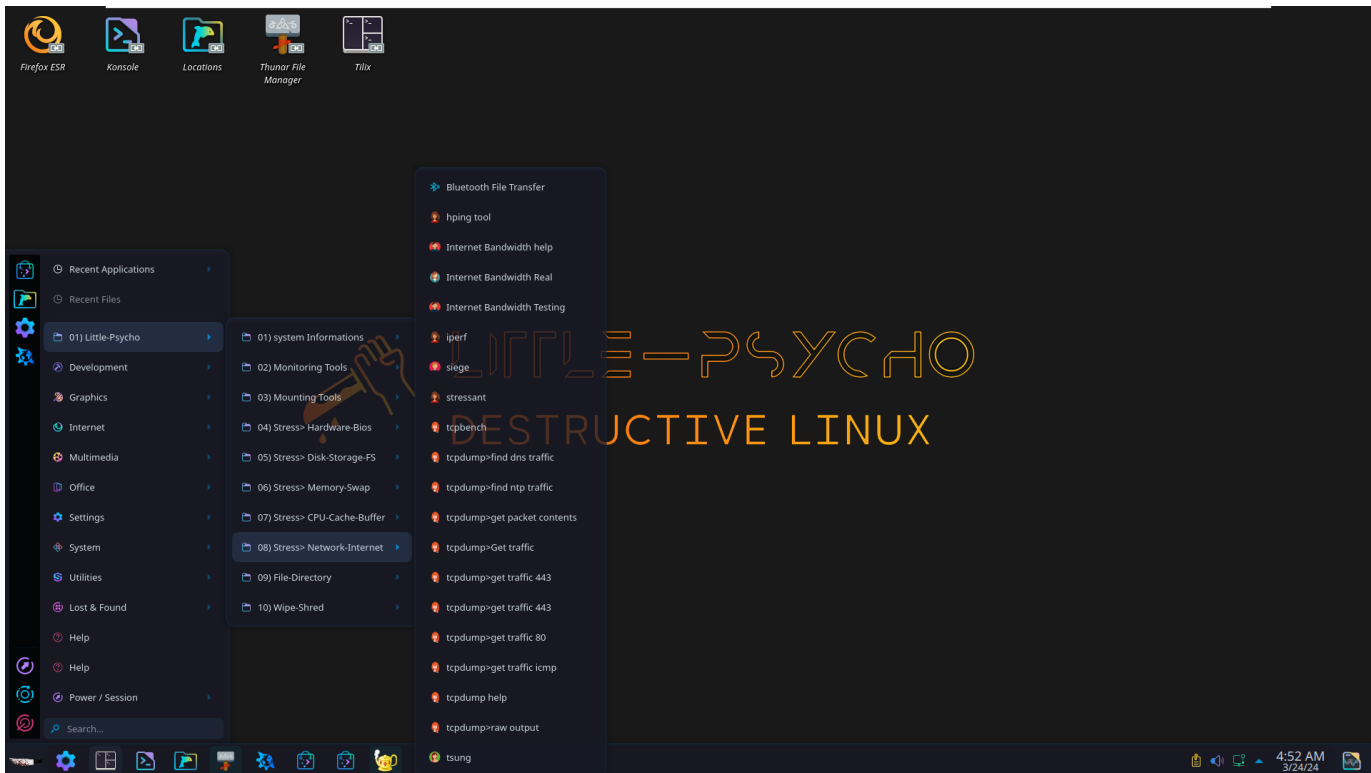 Firefox ESR
Konsole
Locations
Thunar File
Manager
Tilix
Recent Applications
Recent Files
01) Little-Psycho
Development
Graphics
Internet
Multimedia
Office
Settings
System
Utilities
Lost & Found
Help
Help
Power / Session
Search...
01) system Informations
02) Monitoring Tools
03) Mounting Tools
04) Stress> Hardware-Bios
05) Stress> Disk-Storage-FS
06) Stress> Memory-Swap
07) Stress> CPU-Cache-Buffer
08) Stress> Network-Internet
09) File-Directory
10) Wipe-Shred
Bluetooth File Transfer
hping tool
Internet Bandwidth help
Internet Bandwidth Real
Internet Bandwidth Testing
iperf
siege
stressant
tcpbench
tcpdump>find dns traffic
tcpdump>find ntp traffic
tcpdump>get packet contents
tcpdump>Get traffic
tcpdump>get traffic 443
tcpdump>get traffic 443
tcpdump>get traffic 80
tcpdump>get traffic icmp
tcpdump help
tcpdump>raw output
tsung
LITTLE-PSYCHO
DESTRUCTIVE LINUX
4:52 AM
3/24/24